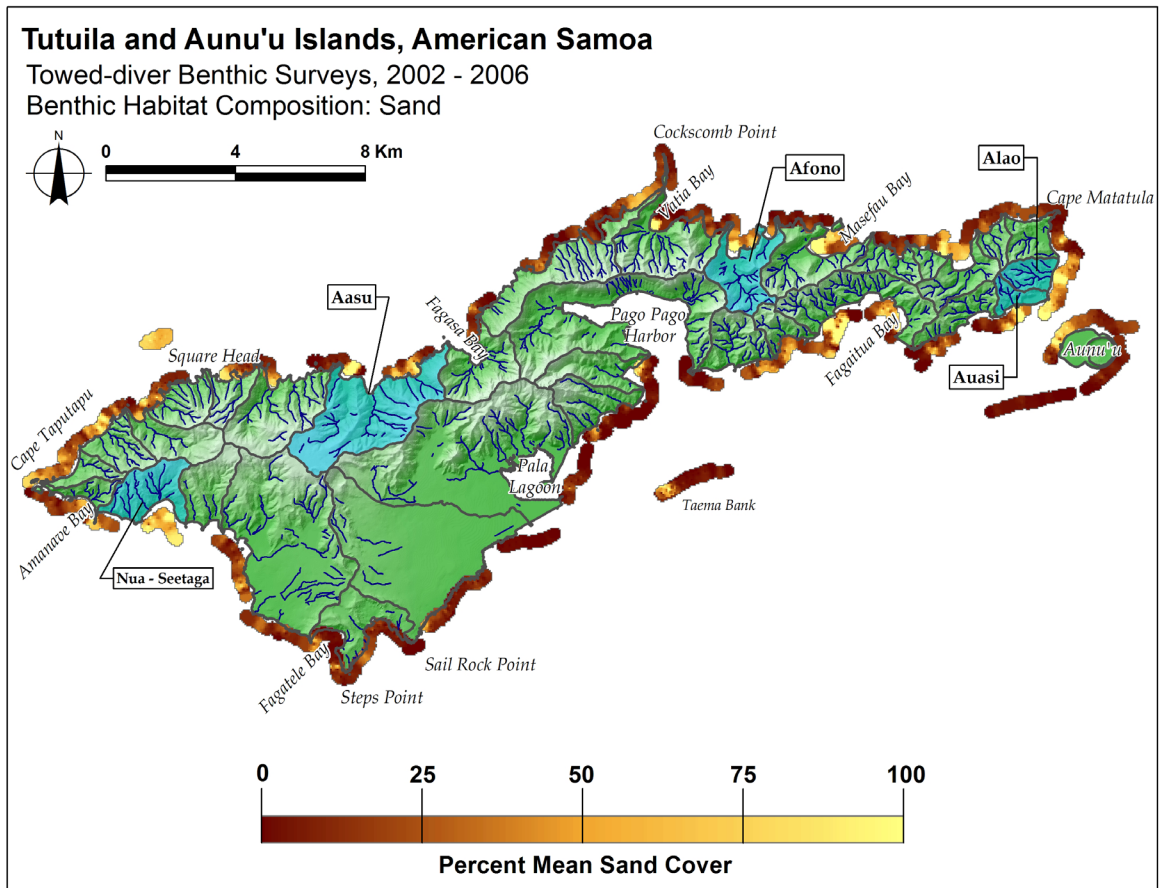 Tutuila and Aunu'u Islands, American Samoa
Towed-diver Benthic Surveys, 2002 - 2006
Benthic Habitat Composition: Sand
N
0 4 8 Km
Cockscomb Point
Vatia Bay
Afono
Masefau Bay
Alao
Cape Matatula
Aasu
Fagasa Bay
Pago Pago
Harbor
Fagaitua Bay
Aunu'u
Auasi
Square Head
Cape Taputapu
Pala
Lagoon
Taema Bank
Amanave Bay
Nua - Seetaga
Fagatele Bay
Sail Rock Point
Steps Point
0 25 50 75 100
Percent Mean Sand Cover